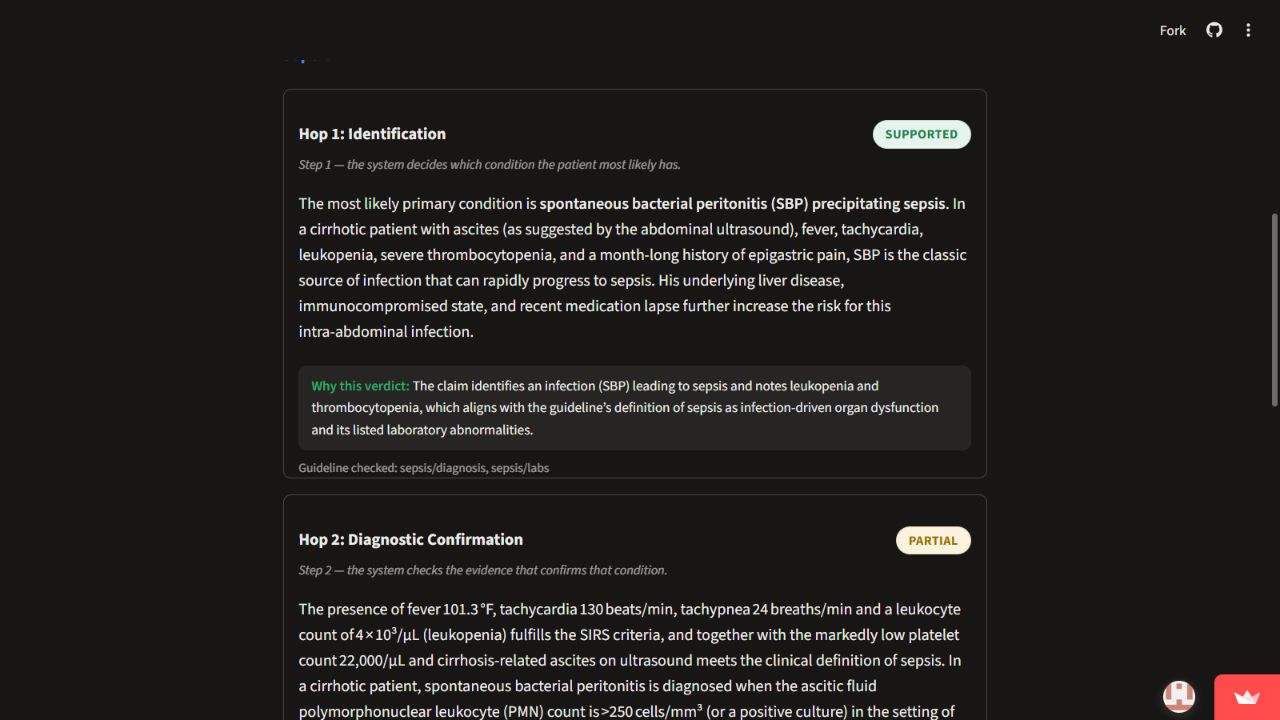 Fork
Hop 1: Identification
SUPPORTED
Step 1 — the system decides which condition the patient most likely has.
The most likely primary condition is spontaneous bacterial peritonitis (SBP) precipitating sepsis. In
a cirrhotic patient with ascites (as suggested by the abdominal ultrasound), fever, tachycardia,
leukopenia, severe thrombocytopenia, and a month-long history of epigastric pain, SBP is the classic
source of infection that can rapidly progress to sepsis. His underlying liver disease,
immunocompromised state, and recent medication lapse further increase the risk for this
intra-abdominal infection.
Why this verdict: The claim identifies an infection (SBP) leading to sepsis and notes leukopenia and
thrombocytopenia, which aligns with the guideline's definition of sepsis as infection-driven organ dysfunction
and its listed laboratory abnormalities.
Guideline checked: sepsis/diagnosis, sepsis/labs
Hop 2: Diagnostic Confirmation
PARTIAL
Step 2 — the system checks the evidence that confirms that condition.
The presence of fever 101.3 °F, tachycardia 130 beats/min, tachypnea 24 breaths/min and a leukocyte
count of 4 × 10³/µL (leukopenia) fulfills the SIRS criteria, and together with the markedly low platelet
count 22,000/µL and cirrhosis-related ascites on ultrasound meets the clinical definition of sepsis. In
a cirrhotic patient, spontaneous bacterial peritonitis is diagnosed when the ascitic fluid
polymorphonuclear leukocyte (PMN) count is >250 cells/mm³ (or a positive culture) in the setting of